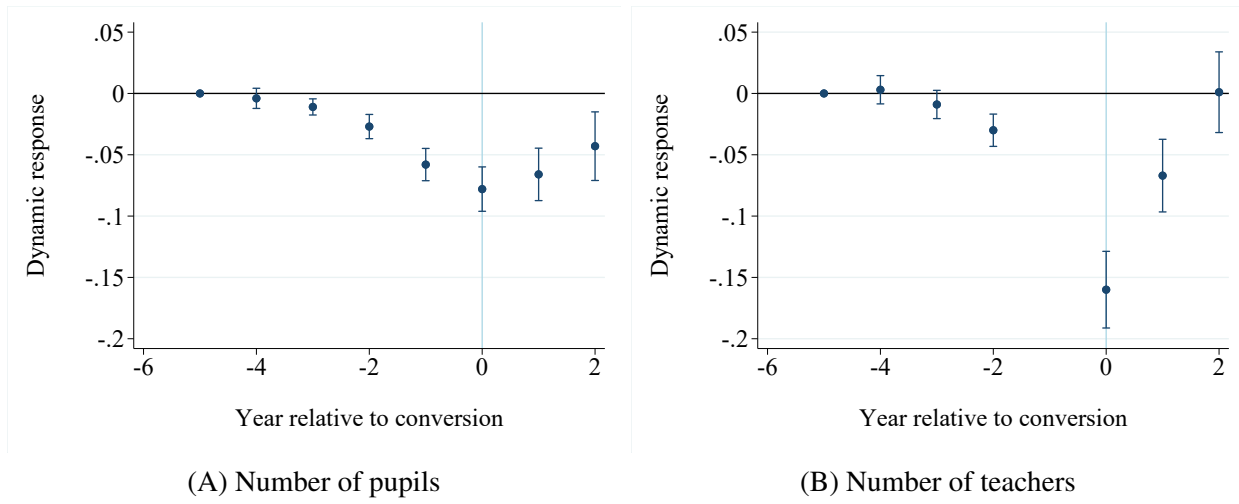 .05
0
-.05
-.1
-.15
-.2
Dynamic response
-6 -4 -2 0 2
Year relative to conversion
(A) Number of pupils
.05
0
-.05
-.1
-.15
-.2
Dynamic response
-6 -4 -2 0 2
Year relative to conversion
(B) Number of teachers